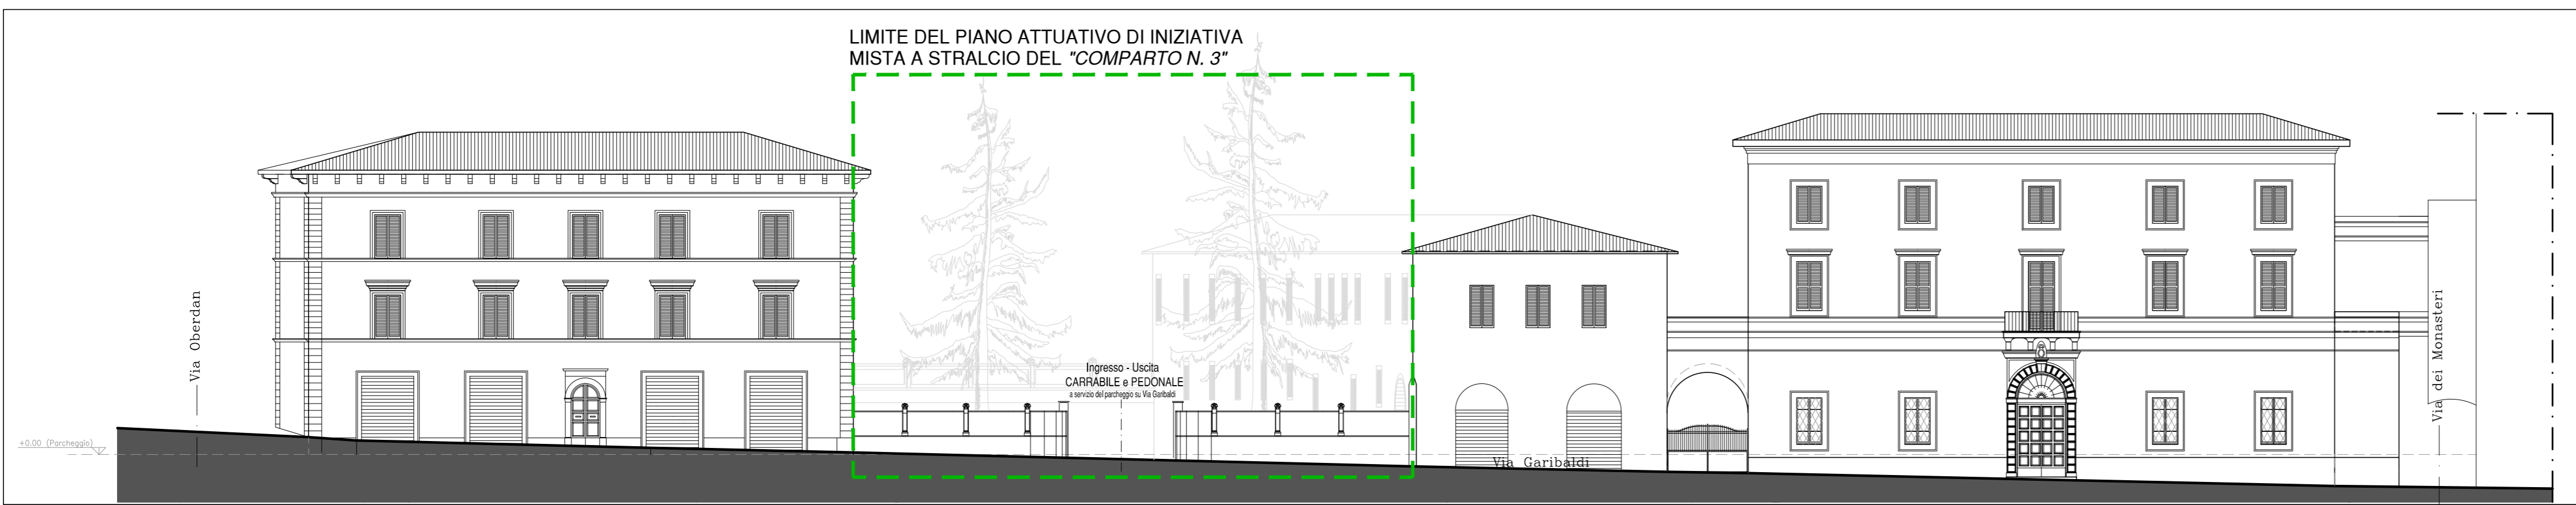 LIMITE DEL PIANO ATTUATIVO DI INIZIATIVA
MISTA A STRALCIO DEL "COMPARTO N. 3"
Via Oberdan
Ingresso - Uscita
CARRABILE e PEDONALE
a servizio del parcheggio su Via Garibaldi
+0.00 (Parcheggio)
Via Garibaldi
Via dei Monasteri